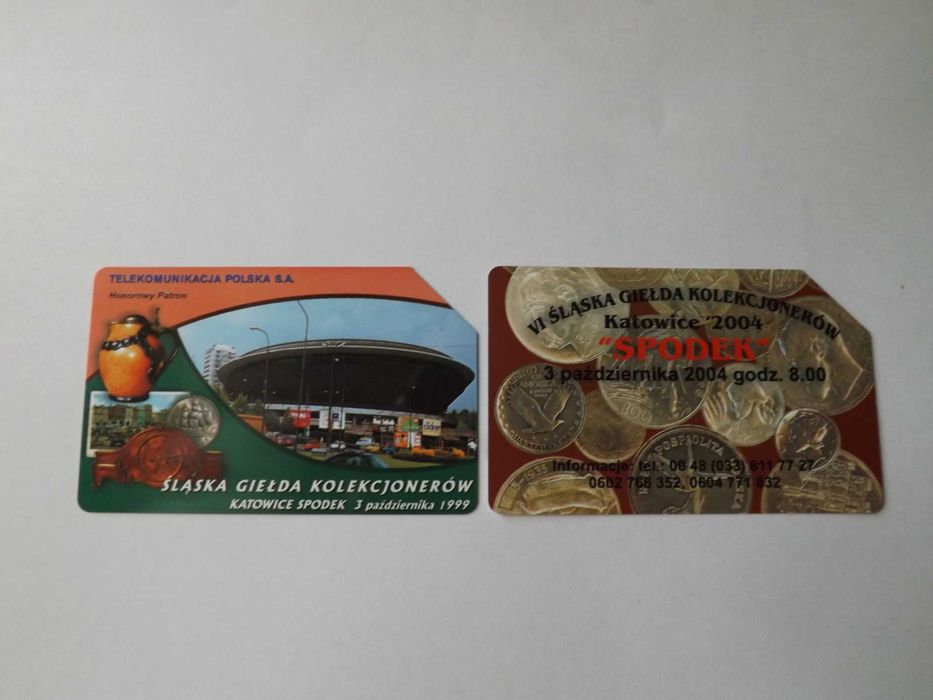 TELEKOMUNIKACJA POLSKA S.A.
Honorowy Patron
ŚLĄSKA GIEŁDA KOLEKCJONERÓW
KATOWICE SPODEK 3 października 1999
VI ŚLĄSKA GIEŁDA KOLEKCJONERÓW
Katowice '2004
"SPODEK"
3 października 2004 godz. 8.00
Informacje: tel.: 00 48 (033) 811 77 27
0602 766 352, 0604 771 832